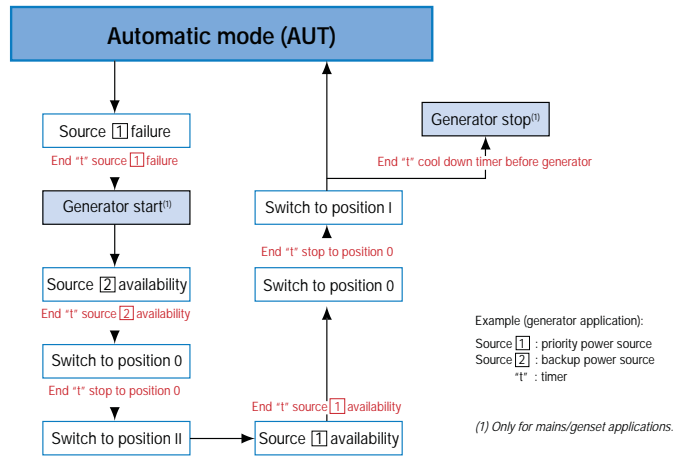 Automatic mode (AUT)
Source 1 failure
End "t" source 1 failure
Generator start(1)
Source 2 availability
End "t" source 2 availability
Switch to position 0
End "t" stop to position 0
Switch to position II
Source 1 availability
End "t" source 1 availability
Switch to position 0
End "t" stop to position 0
Switch to position I
End "t" cool down timer before generator
Generator stop(1)
Example (generator application):
Source 1 : priority power source
Source 2 : backup power source
"t" : timer
(1) Only for mains/genset applications.